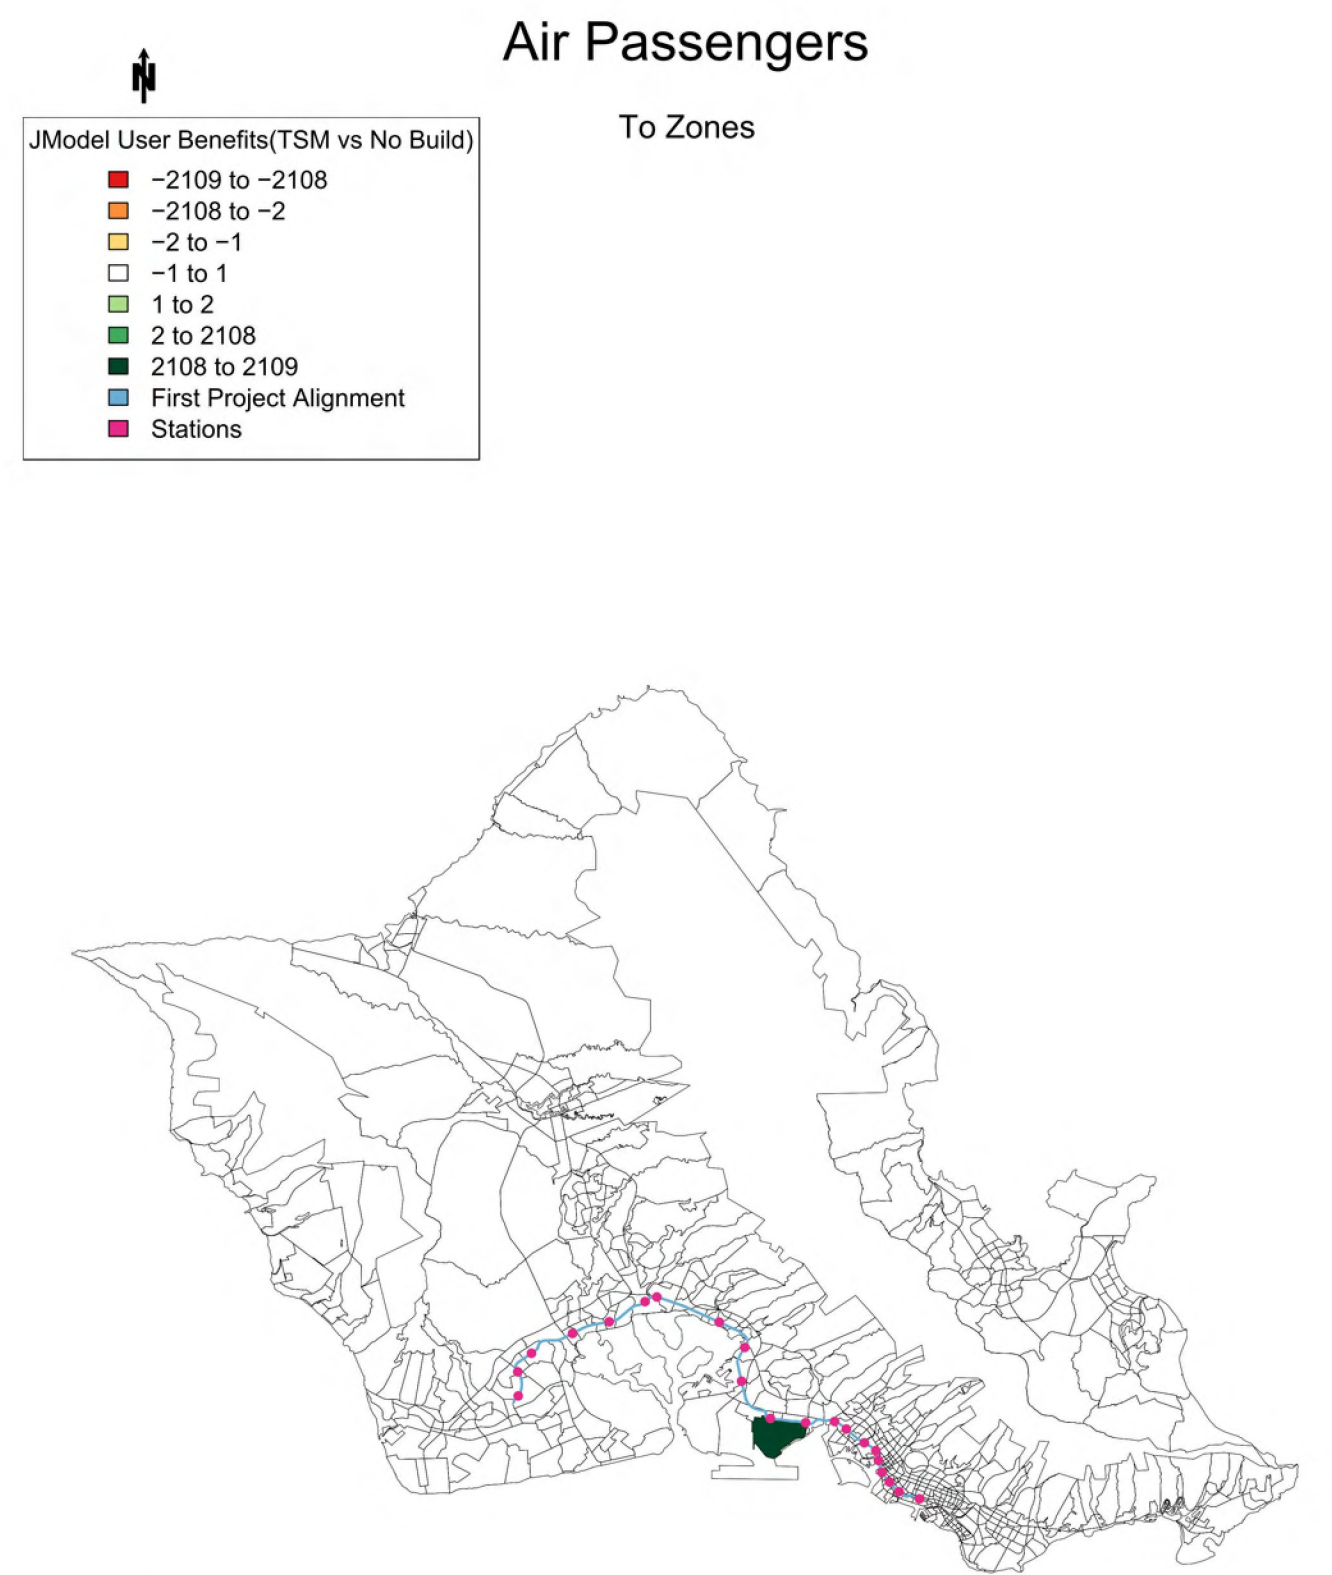 Air Passengers
N
To Zones
JModel User Benefits(TSM vs No Build)
−2109 to −2108
−2108 to −2
−2 to −1
−1 to 1
1 to 2
2 to 2108
2108 to 2109
First Project Alignment
Stations